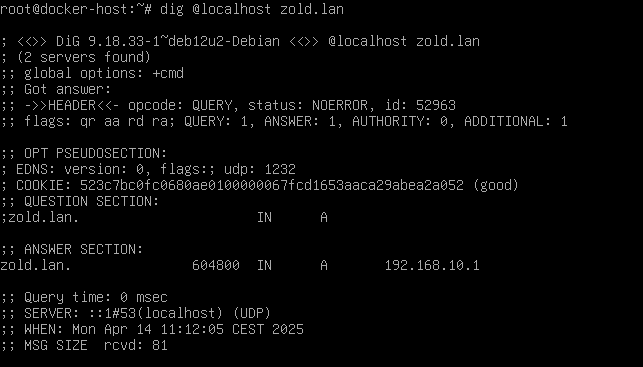 root@docker-host:~# dig @localhost zold.lan
; <<>> DiG 9.18.33-1~deb12u2-Debian <<>> @localhost zold.lan
; (2 servers found)
;; global options: +cmd
;; Got answer:
;; ->>HEADER<<- opcode: QUERY, status: NOERROR, id: 52963
;; flags: qr aa rd ra; QUERY: 1, ANSWER: 1, AUTHORITY: 0, ADDITIONAL: 1
;; OPT PSEUDOSECTION:
; EDNS: version: 0, flags:; udp: 1232
; COOKIE: 523c7bc0fc0680ae0100000067fcd1653aaca29abea2a052 (good)
;; QUESTION SECTION:
;zold.lan. IN A
;; ANSWER SECTION:
zold.lan. 604800 IN A 192.168.10.1
;; Query time: 0 msec
;; SERVER: ::1#53(localhost) (UDP)
;; WHEN: Mon Apr 14 11:12:05 CEST 2025
;; MSG SIZE rcvd: 81